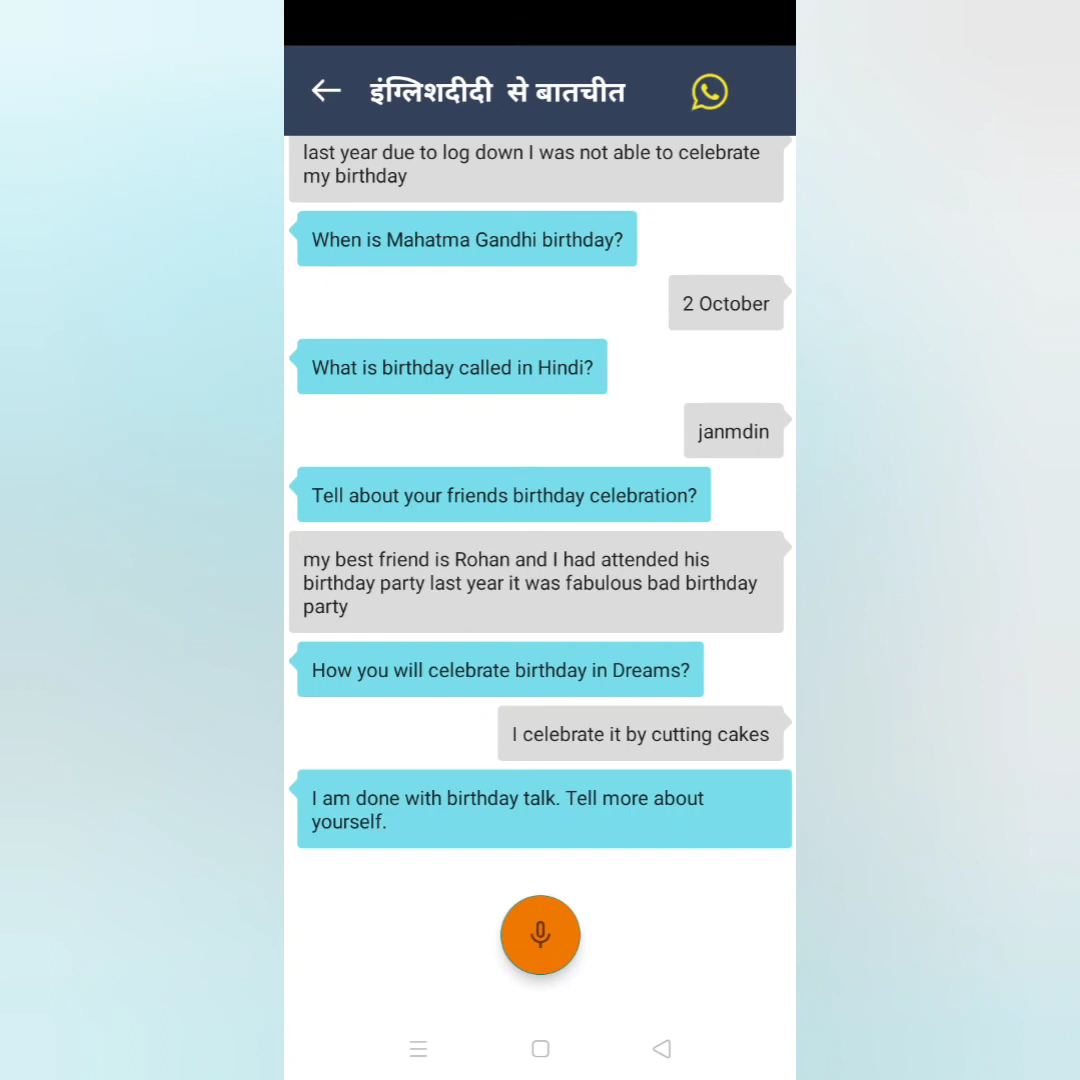 इंग्लिशदीदी से बातचीत
last year due to log down I was not able to celebrate
my birthday
When is Mahatma Gandhi birthday?
2 October
What is birthday called in Hindi?
janmdin
Tell about your friends birthday celebration?
my best friend is Rohan and I had attended his
birthday party last year it was fabulous bad birthday
party
How you will celebrate birthday in Dreams?
I celebrate it by cutting cakes
I am done with birthday talk. Tell more about
yourself.